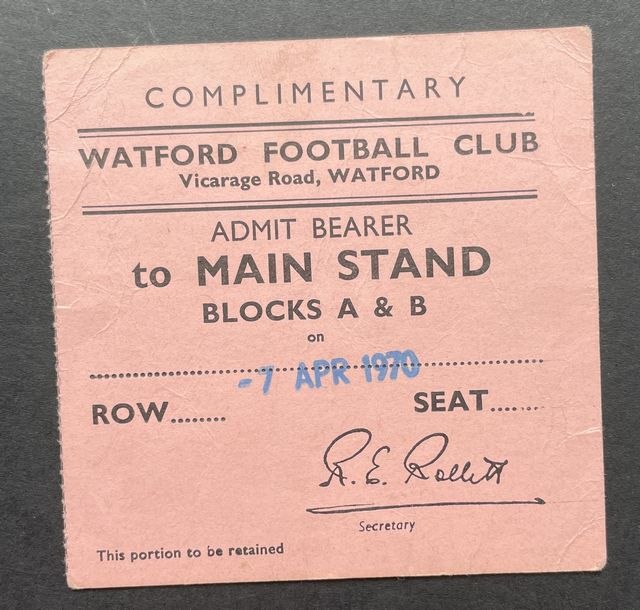 COMPLIMENTARY
WATFORD FOOTBALL CLUB
Vicarage Road, WATFORD
ADMIT BEARER
to MAIN STAND
BLOCKS A & B
on
-7 APR 1970
ROW........ SEAT........
R. E. Rollitt
Secretary
This portion to be retained